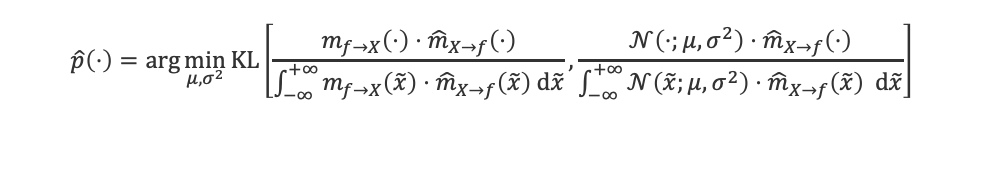 p̂(·) = arg min_{μ,σ²} KL [ m_{f→X}(·) · m̂_{X→f}(·) / ∫_{−∞}^{+∞} m_{f→X}(x̃) · m̂_{X→f}(x̃) dx̃ , 𝒩(·; μ, σ²) · m̂_{X→f}(·) / ∫_{−∞}^{+∞} 𝒩(x̃; μ, σ²) · m̂_{X→f}(x̃) dx̃ ]